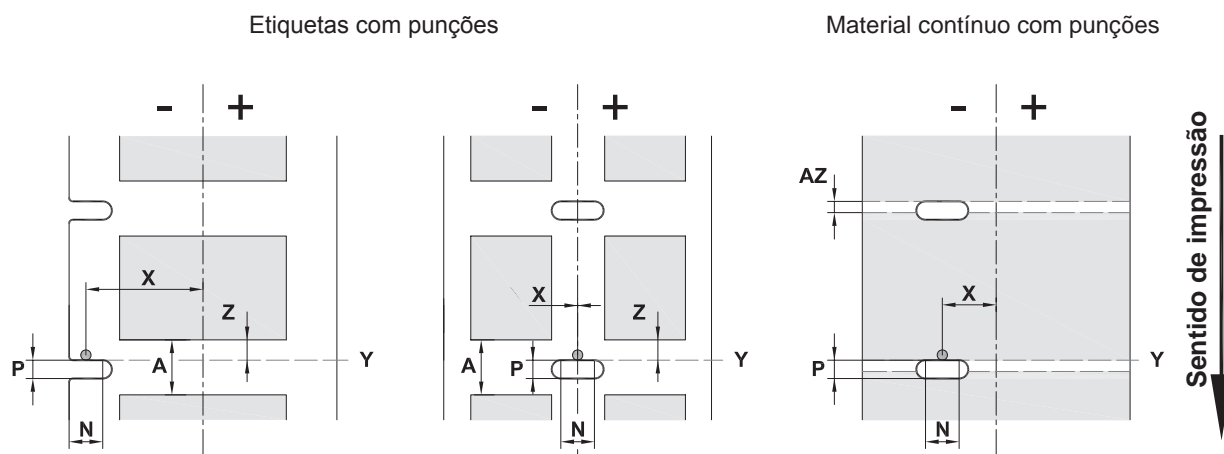 Etiquetas com punções
Material contínuo com punções
- +
- +
- +
AZ
X
Z
P
A
Y
N
X
Z
A
P
Y
N
X
P
Y
N
Sentido de impressão